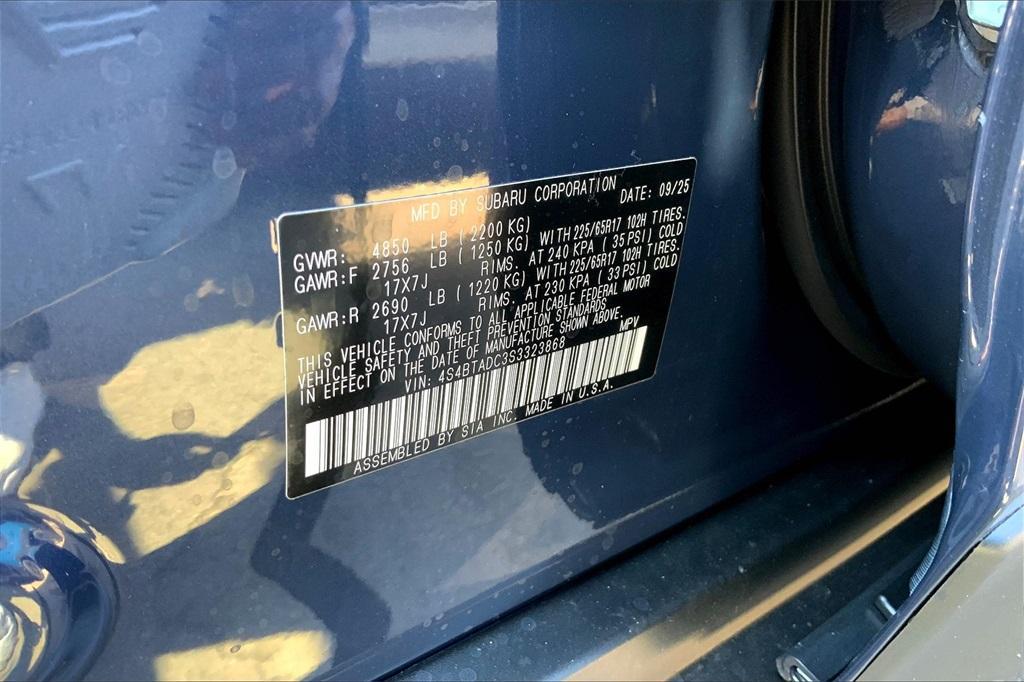 MFD BY SUBARU CORPORATION DATE: 09/25
GVWR: 4850 LB ( 2200 KG)
GAWR:F 2756 LB ( 1250 KG) WITH 225/65R17 102H TIRES.
17X7J RIMS. AT 240 KPA ( 35 PSI) COLD
GAWR:R 2690 LB ( 1220 KG) WITH 225/65R17 102H TIRES.
17X7J RIMS. AT 230 KPA ( 33 PSI) COLD
THIS VEHICLE CONFORMS TO ALL APPLICABLE FEDERAL MOTOR
VEHICLE SAFETY AND THEFT PREVENTION STANDARDS
IN EFFECT ON THE DATE OF MANUFACTURE SHOWN ABOVE.
VIN: 4S4BTADC3S3323868 MPV
ASSEMBLED BY SIA INC. MADE IN U.S.A.